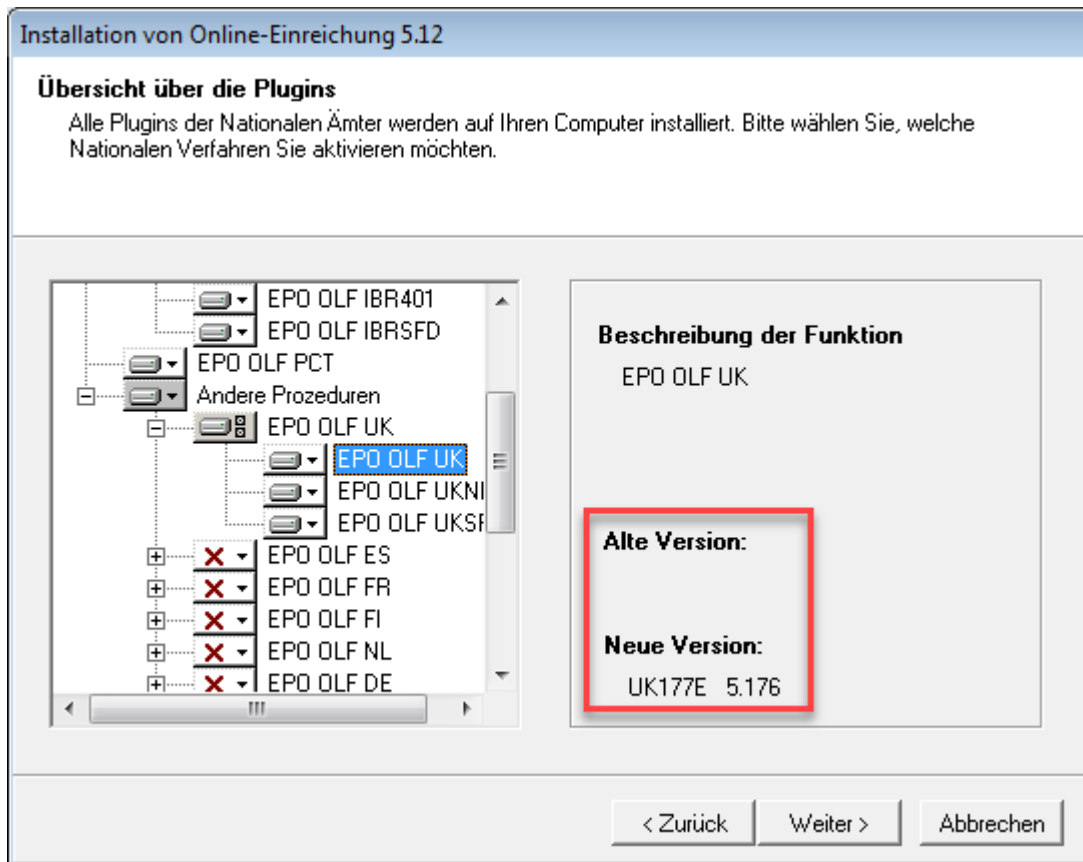 Installation von Online-Einreichung 5.12
Übersicht über die Plugins
Alle Plugins der Nationalen Ämter werden auf Ihren Computer installiert. Bitte wählen Sie, welche
Nationalen Verfahren Sie aktivieren möchten.
EPO OLF IBR401
EPO OLF IBRSFD
EPO OLF PCT
Andere Prozeduren
EPO OLF UK
EPO OLF UK
EPO OLF UKNI
EPO OLF UKSF
EPO OLF ES
EPO OLF FR
EPO OLF FI
EPO OLF NL
EPO OLF DE
Beschreibung der Funktion
EPO OLF UK
Alte Version:
Neue Version:
UK177E 5.176
< Zurück
Weiter >
Abbrechen